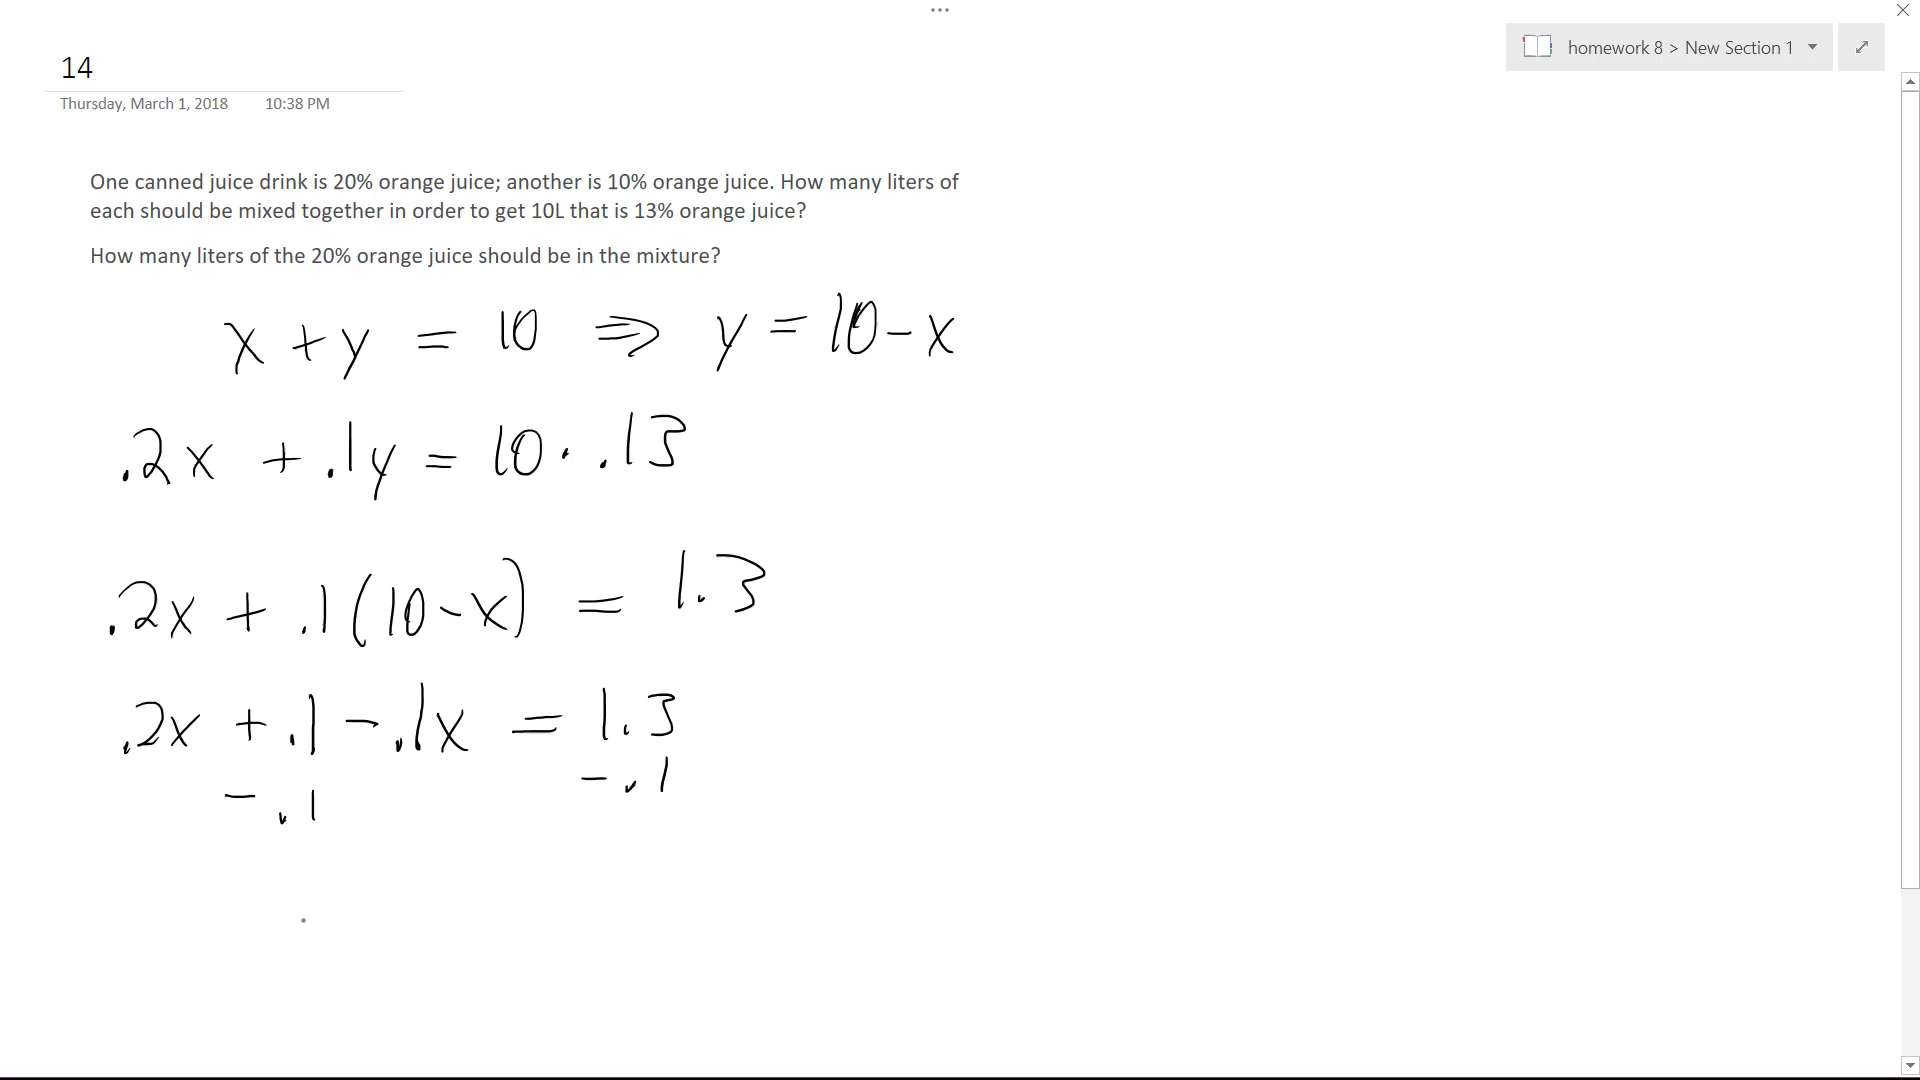 ...
homework 8 > New Section 1
14
Thursday, March 1, 2018 10:38 PM
One canned juice drink is 20% orange juice; another is 10% orange juice. How many liters of
each should be mixed together in order to get 10L that is 13% orange juice?
How many liters of the 20% orange juice should be in the mixture?
x + y = 10 ⇒ y = 10 - x
.2x + .1y = 10 · .13
.2x + .1(10 - x) = 1.3
.2x + .1 - .1x = 1.3
- .1 - .1